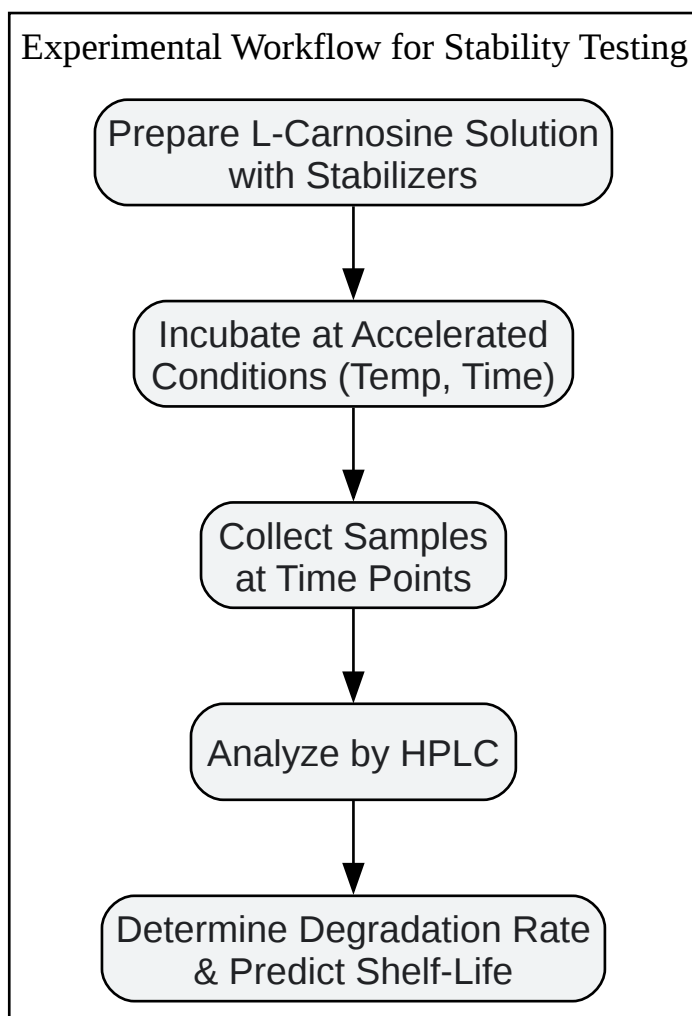 Experimental Workflow for Stability Testing
Prepare L-Carnosine Solution
with Stabilizers
Incubate at Accelerated
Conditions (Temp, Time)
Collect Samples
at Time Points
Analyze by HPLC
Determine Degradation Rate
& Predict Shelf-Life